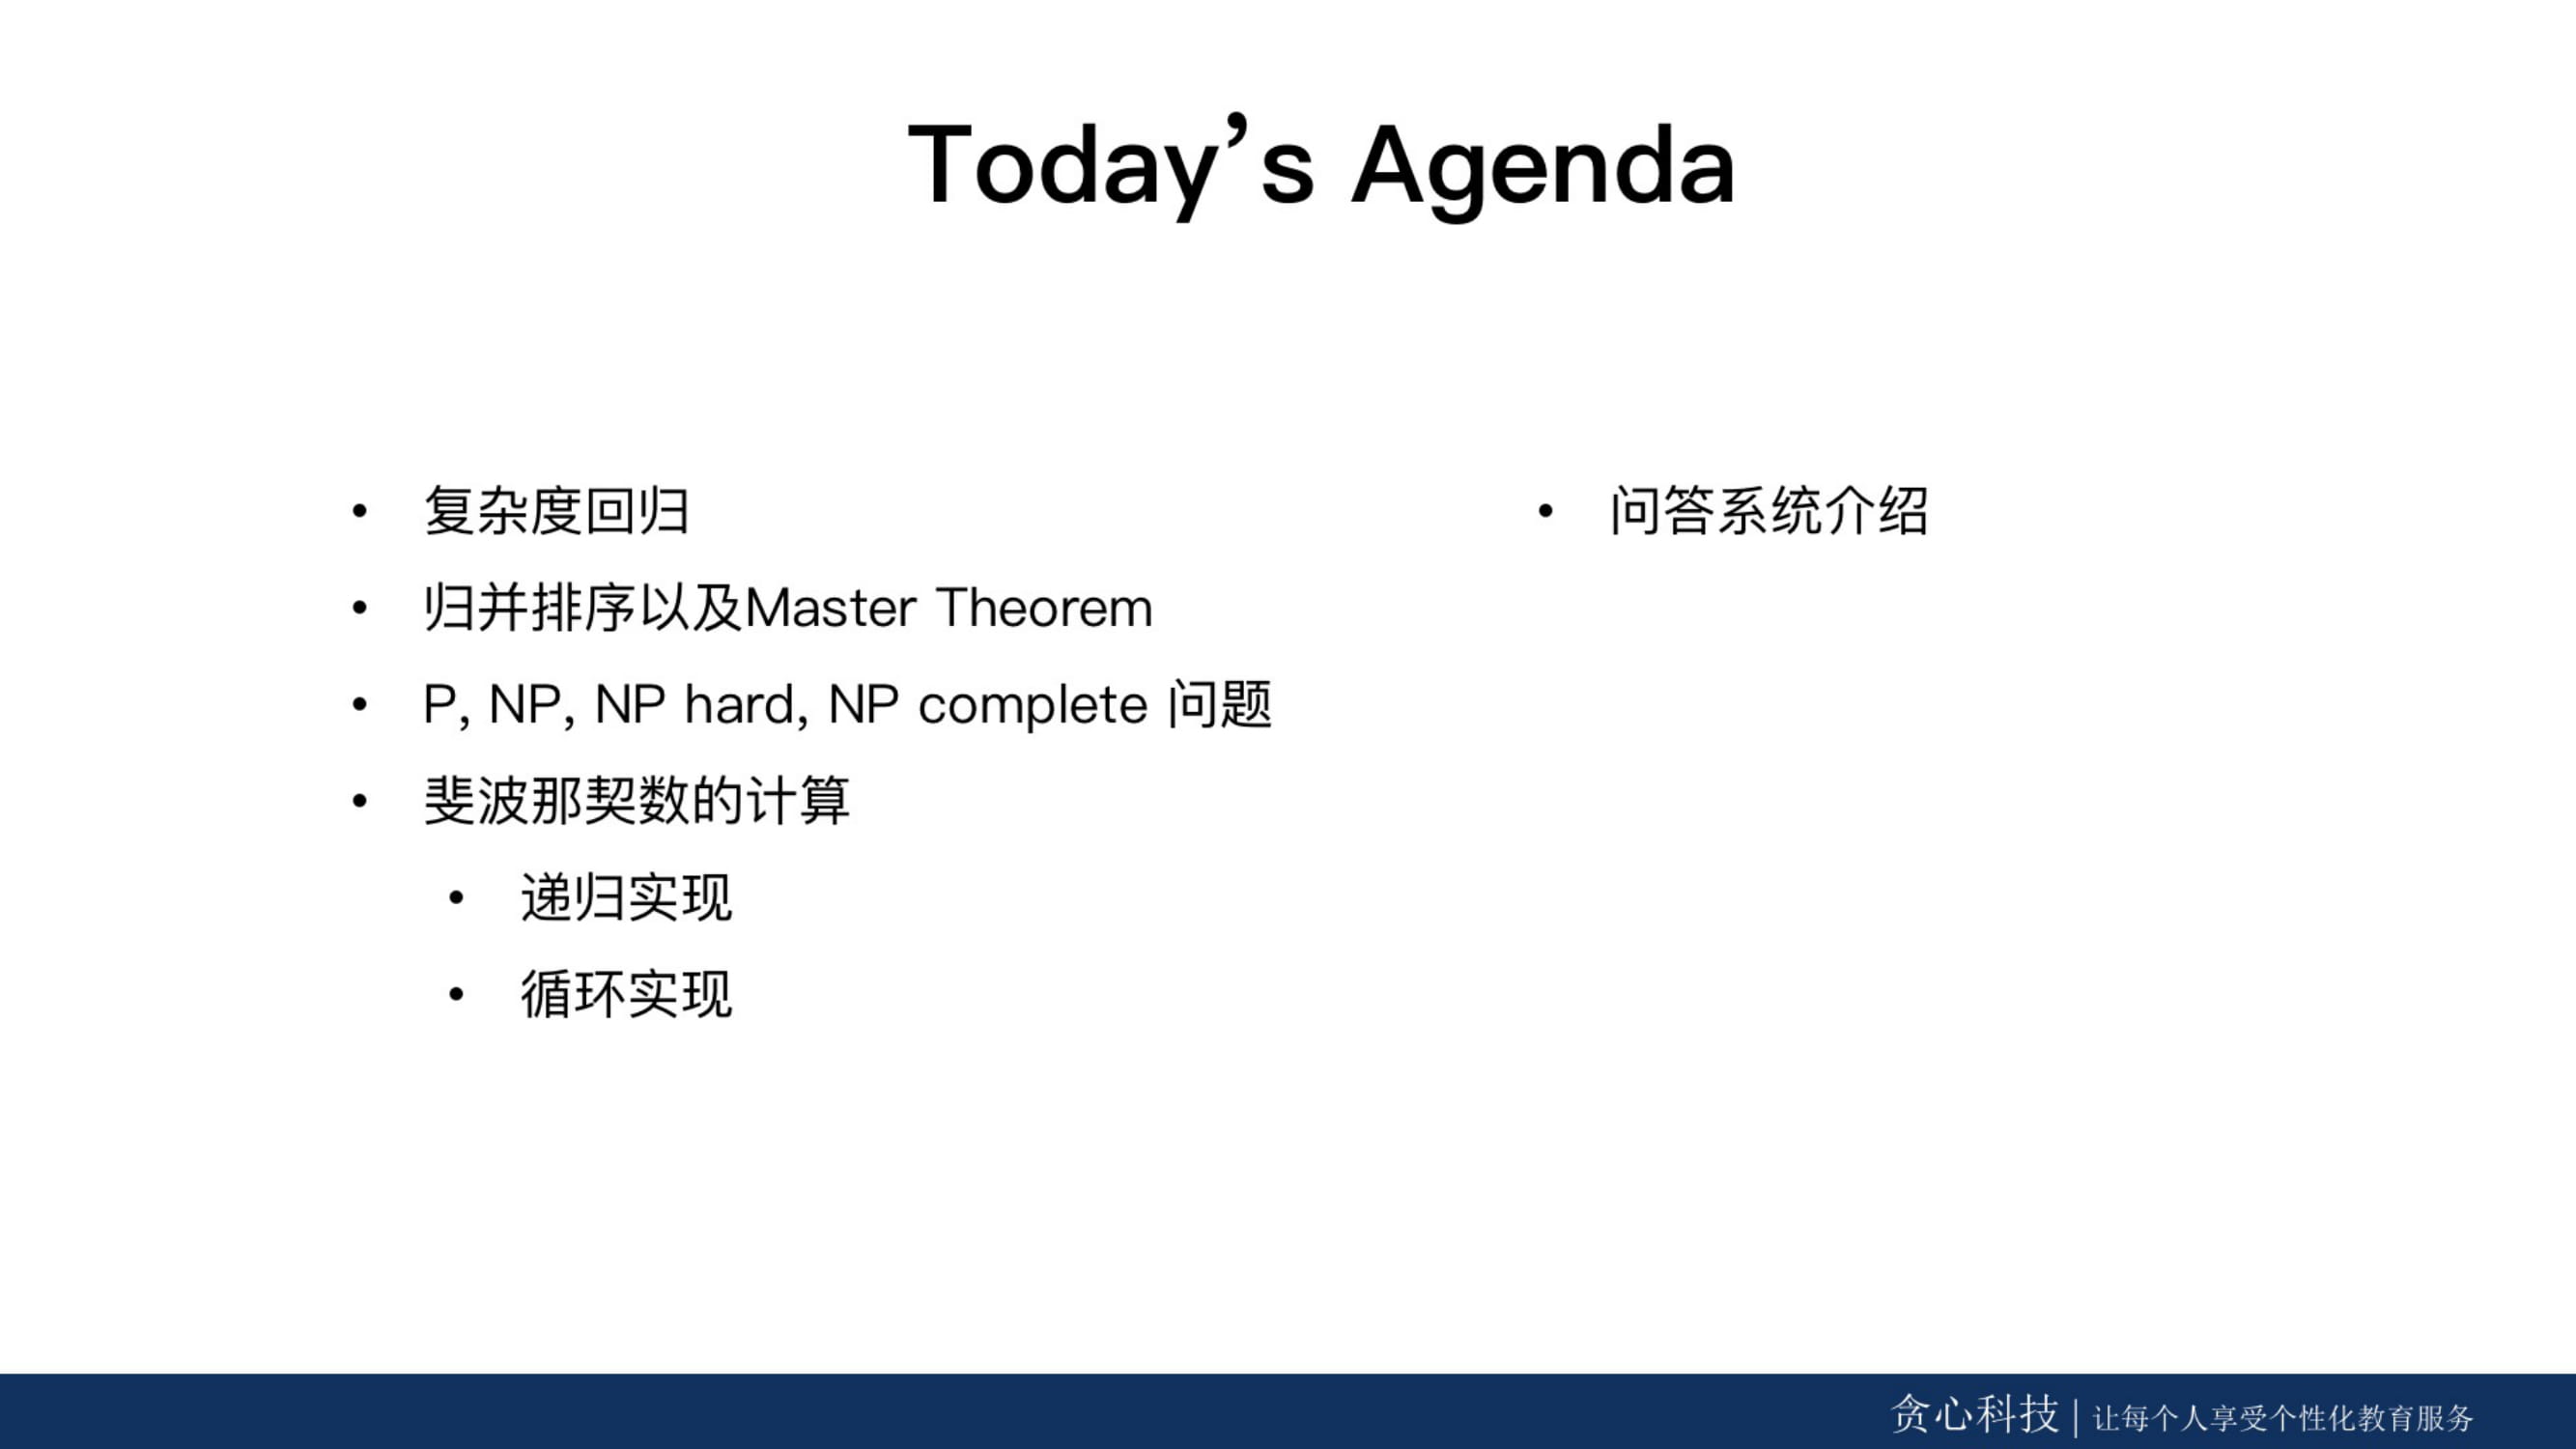 Today’s Agenda
• 复杂度回归
• 归并排序以及Master Theorem
• P, NP, NP hard, NP complete 问题
• 斐波那契数的计算
• 递归实现
• 循环实现
• 问答系统介绍
贪心科技 | 让每个人享受个性化教育服务